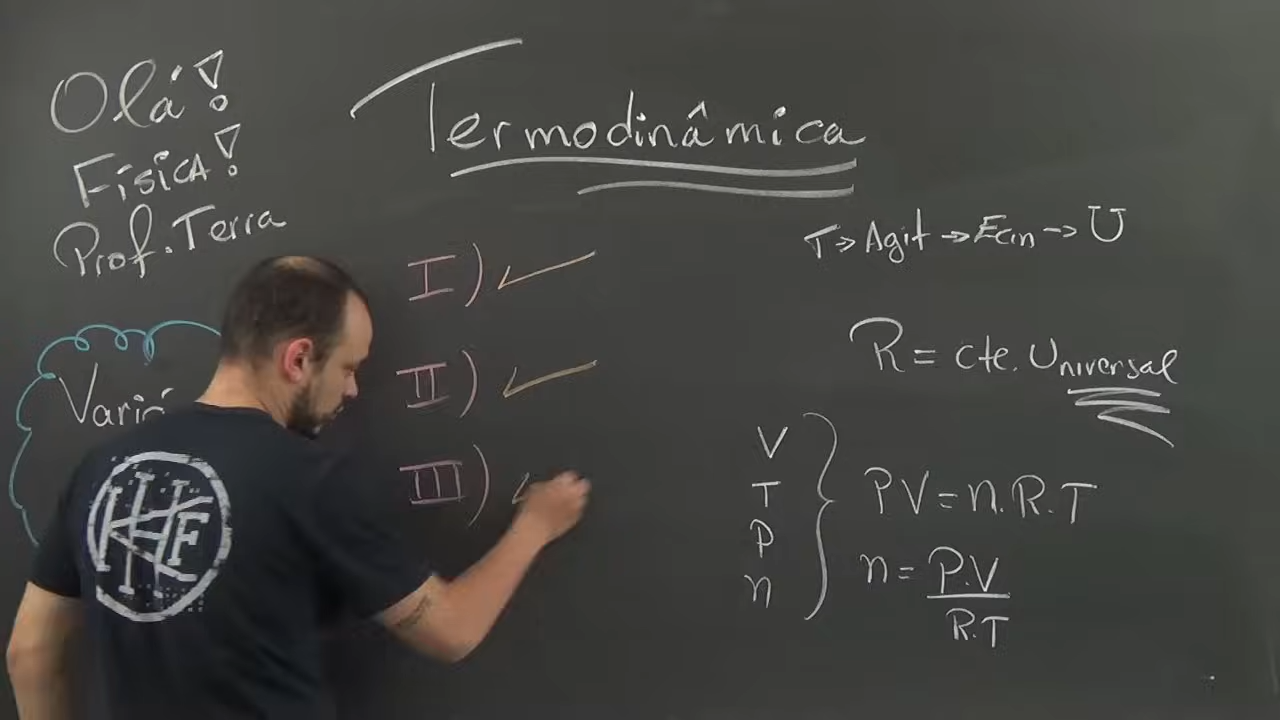 Olá!
Física!
Prof. Terra
Termodinâmica
T → Agit → Ecin → U
I)
II)
III)
R = cte. Universal
V
T
P
n
PV = n.R.T
n = P.V
R.T